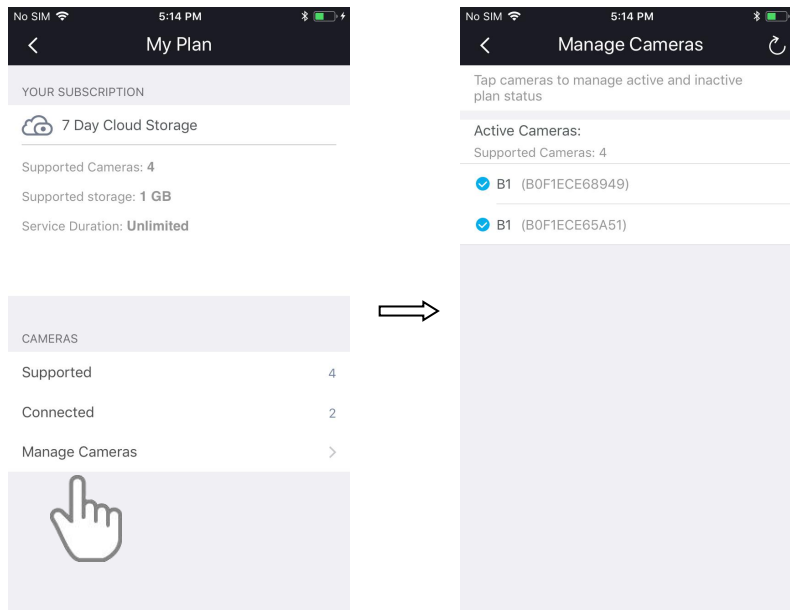 No SIM 5:14 PM
My Plan
YOUR SUBSCRIPTION
7 Day Cloud Storage
Supported Cameras: 4
Supported storage: 1 GB
Service Duration: Unlimited
CAMERAS
Supported 4
Connected 2
Manage Cameras
No SIM 5:14 PM
Manage Cameras
Tap cameras to manage active and inactive
plan status
Active Cameras:
Supported Cameras: 4
B1 (B0F1ECE68949)
B1 (B0F1ECE65A51)